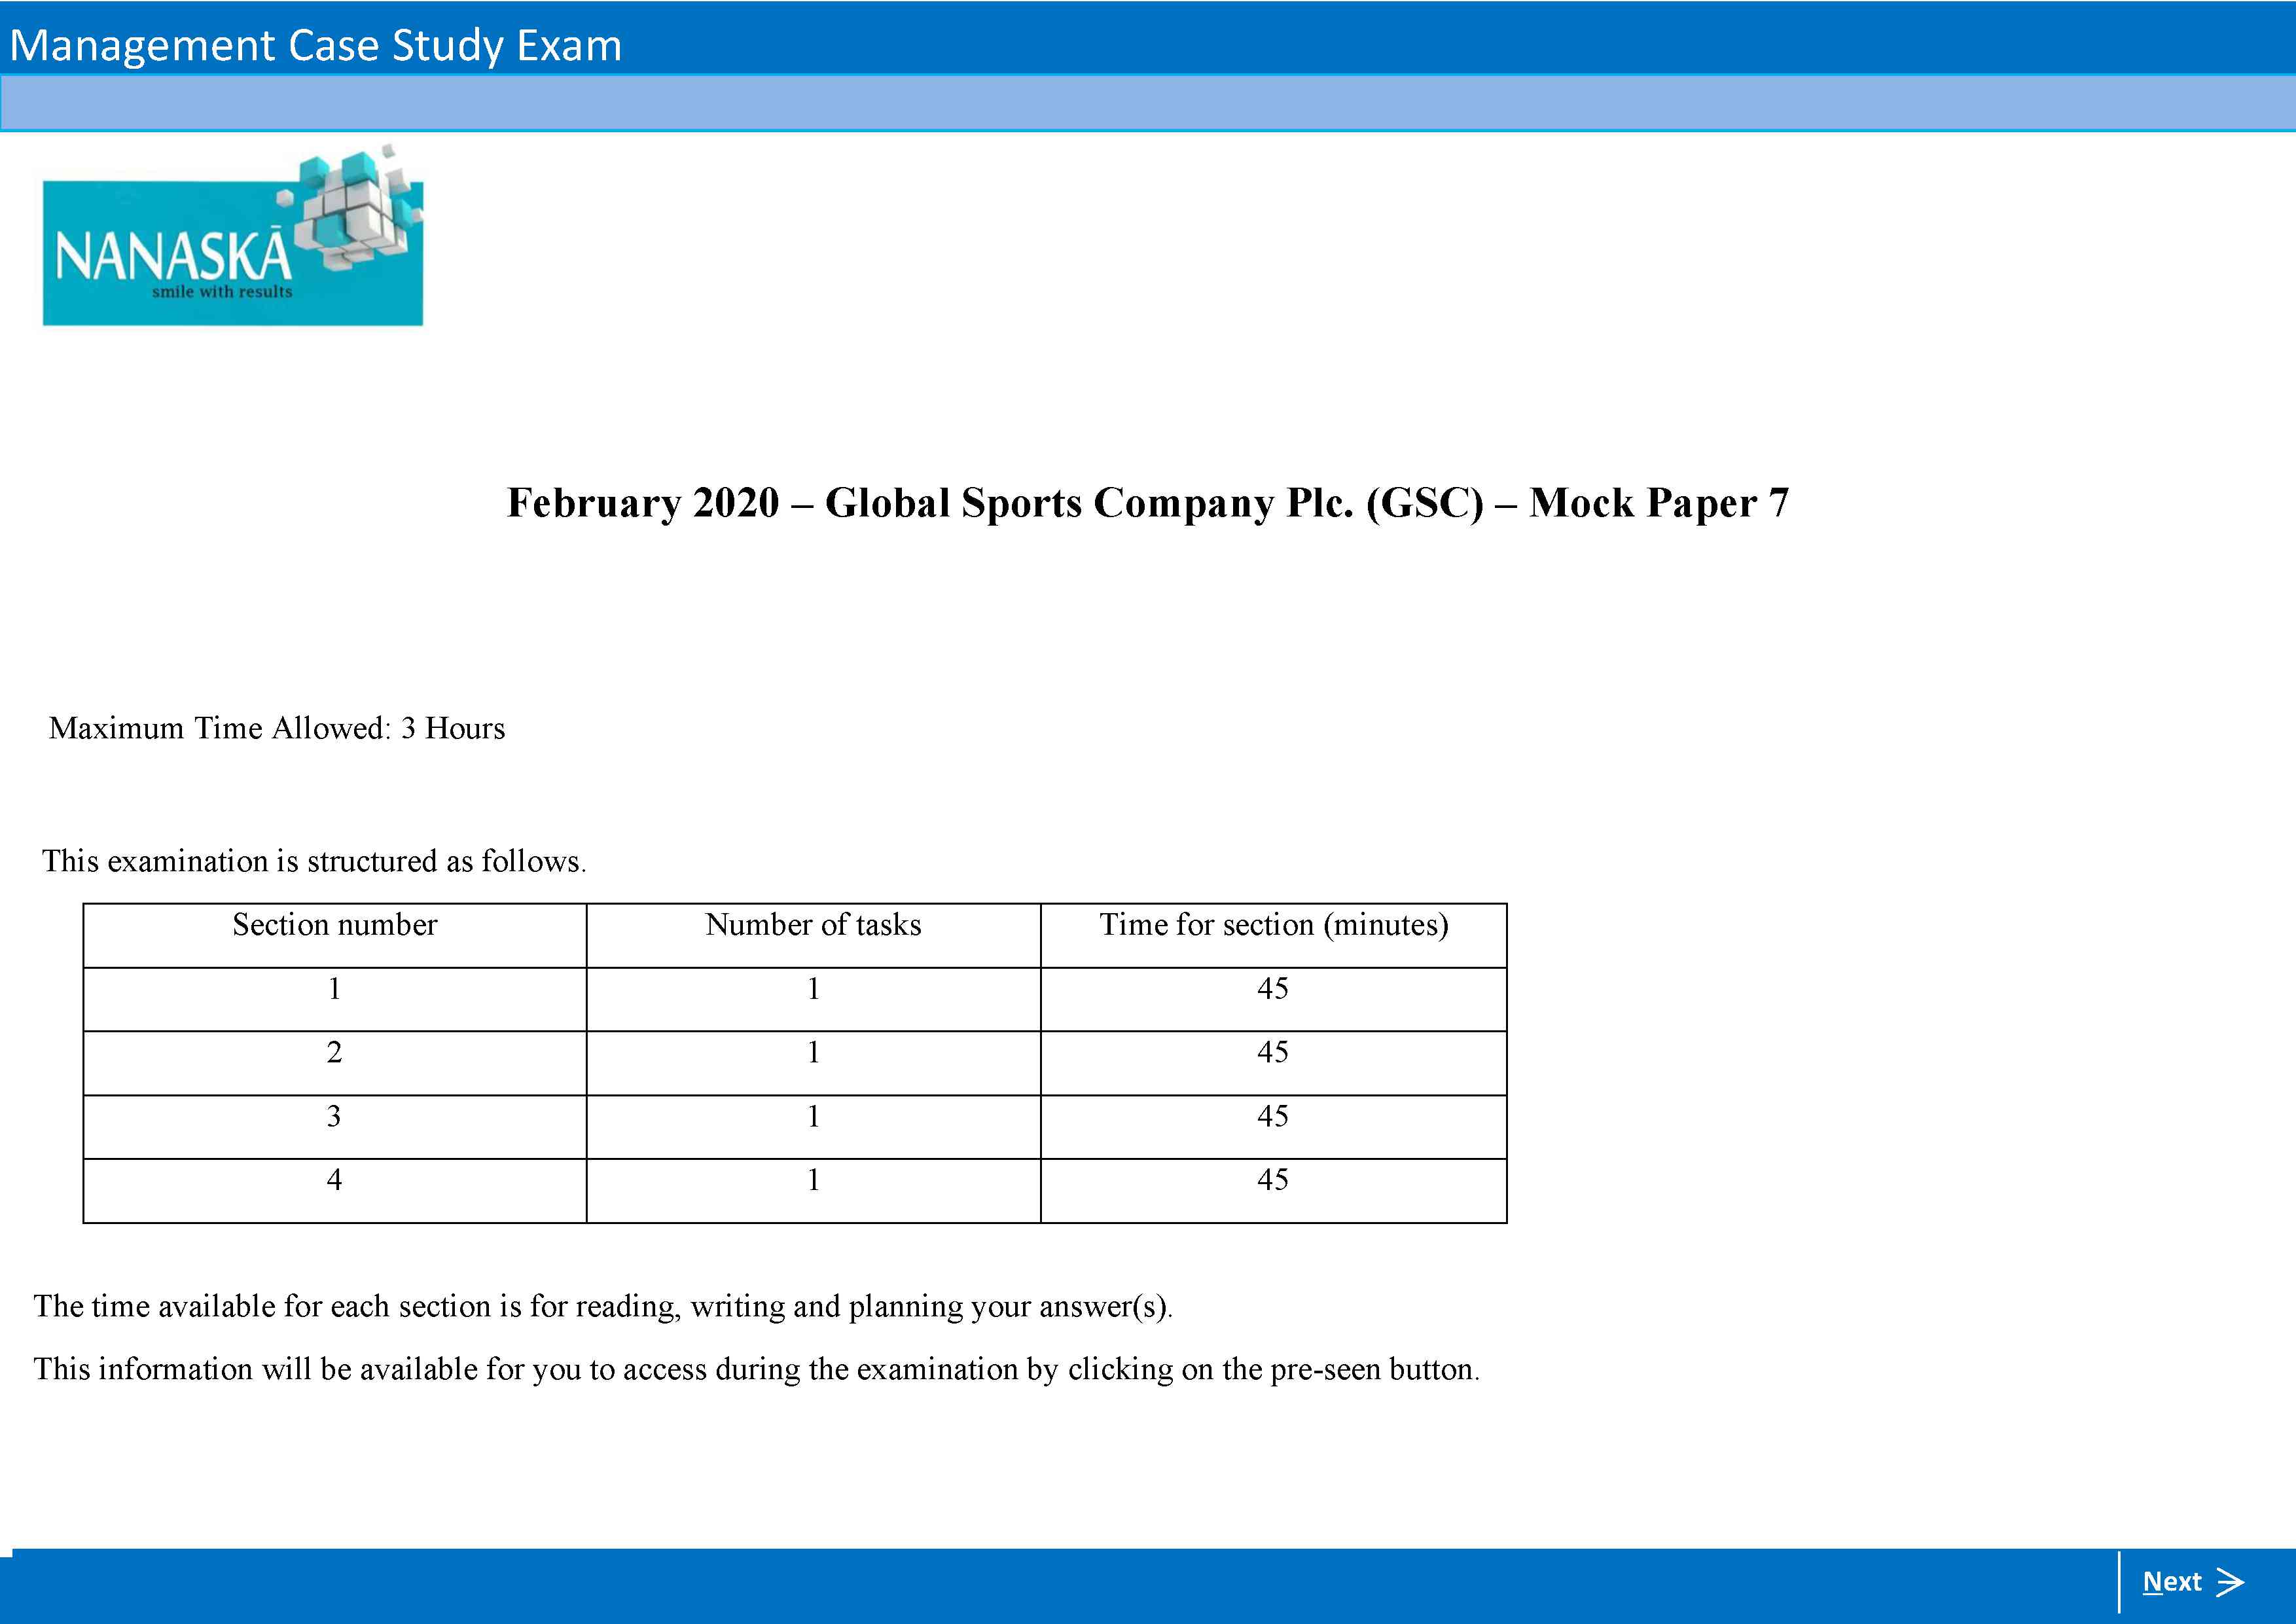 Management Case Study Exam
NANASKĀ
smile with results
February 2020 – Global Sports Company Plc. (GSC) – Mock Paper 7
Maximum Time Allowed: 3 Hours
This examination is structured as follows.
Section number Number of tasks Time for section (minutes)
1 1 45
2 1 45
3 1 45
4 1 45
The time available for each section is for reading, writing and planning your answer(s).
This information will be available for you to access during the examination by clicking on the pre-seen button.
Next